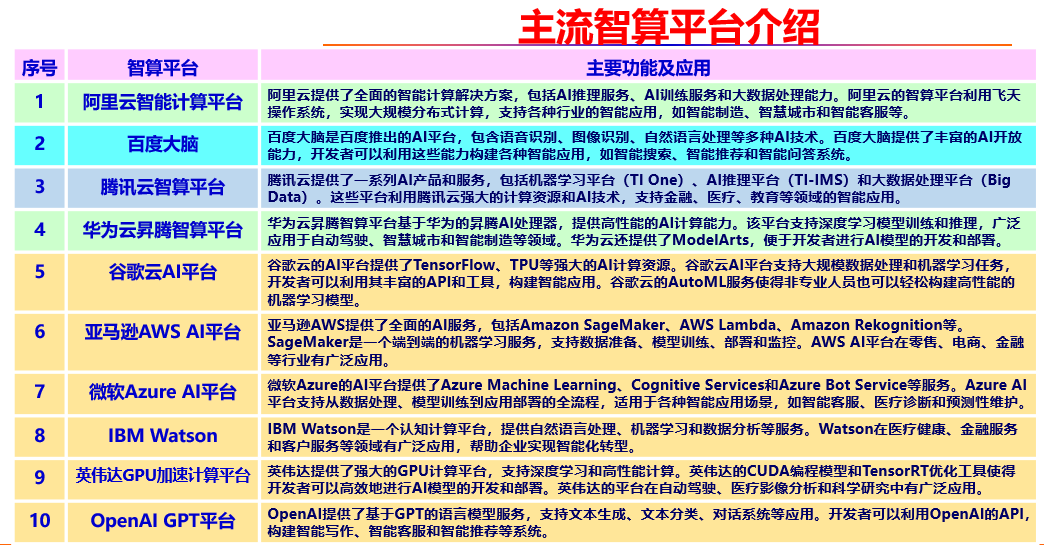 主流智算平台介绍
序号 智算平台 主要功能及应用
1 阿里云智能计算平台 阿里云提供了全面的智能计算解决方案，包括AI推理服务、AI训练服务和大数据处理能力。阿里云的智算平台利用飞天
操作系统，实现大规模分布式计算，支持各种行业的智能应用，如智能制造、智慧城市和智能客服等。
2 百度大脑 百度大脑是百度推出的AI平台，包含语音识别、图像识别、自然语言处理等多种AI技术。百度大脑提供了丰富的AI开放
能力，开发者可以利用这些能力构建各种智能应用，如智能搜索、智能推荐和智能问答系统。
3 腾讯云智算平台 腾讯云提供了一系列AI产品和服务，包括机器学习平台（TI One）、AI推理平台（TI-IMS）和大数据处理平台（Big
Data）。这些平台利用腾讯云强大的计算资源和AI技术，支持金融、医疗、教育等领域的智能应用。
4 华为云昇腾智算平台 华为云昇腾智算平台基于华为的昇腾AI处理器，提供高性能的AI计算能力。该平台支持深度学习模型训练和推理，广泛
应用于自动驾驶、智慧城市和智能制造等领域。华为云还提供了ModelArts，便于开发者进行AI模型的开发和部署。
5 谷歌云AI平台 谷歌云的AI平台提供了TensorFlow、TPU等强大的AI计算资源。谷歌云AI平台支持大规模数据处理和机器学习任务，
开发者可以利用其丰富的API和工具，构建智能应用。谷歌云的AutoML服务使得非专业人员也可以轻松构建高性能的
机器学习模型。
6 亚马逊AWS AI平台 亚马逊AWS提供了全面的AI服务，包括Amazon SageMaker、AWS Lambda、Amazon Rekognition等。
SageMaker是一个端到端的机器学习服务，支持数据准备、模型训练、部署和监控。AWS AI平台在零售、电商、金融
等行业有广泛应用。
7 微软Azure AI平台 微软Azure的AI平台提供了Azure Machine Learning、Cognitive Services和Azure Bot Service等服务。Azure AI
平台支持从数据处理、模型训练到应用部署的全流程，适用于各种智能应用场景，如智能客服、医疗诊断和预测性维护。
8 IBM Watson IBM Watson是一个认知计算平台，提供自然语言处理、机器学习和数据分析等服务。Watson在医疗健康、金融服务
和客户服务等领域有广泛应用，帮助企业实现智能化转型。
9 英伟达GPU加速计算平台 英伟达提供了强大的GPU计算平台，支持深度学习和高性能计算。英伟达的CUDA编程模型和TensorRT优化工具使得
开发者可以高效地进行AI模型的开发和部署。英伟达的平台在自动驾驶、医疗影像分析和科学研究中有广泛应用。
10 OpenAI GPT平台 OpenAI提供了基于GPT的语言模型服务，支持文本生成、文本分类、对话系统等应用。开发者可以利用OpenAI的API，
构建智能写作、智能客服和智能推荐等系统。